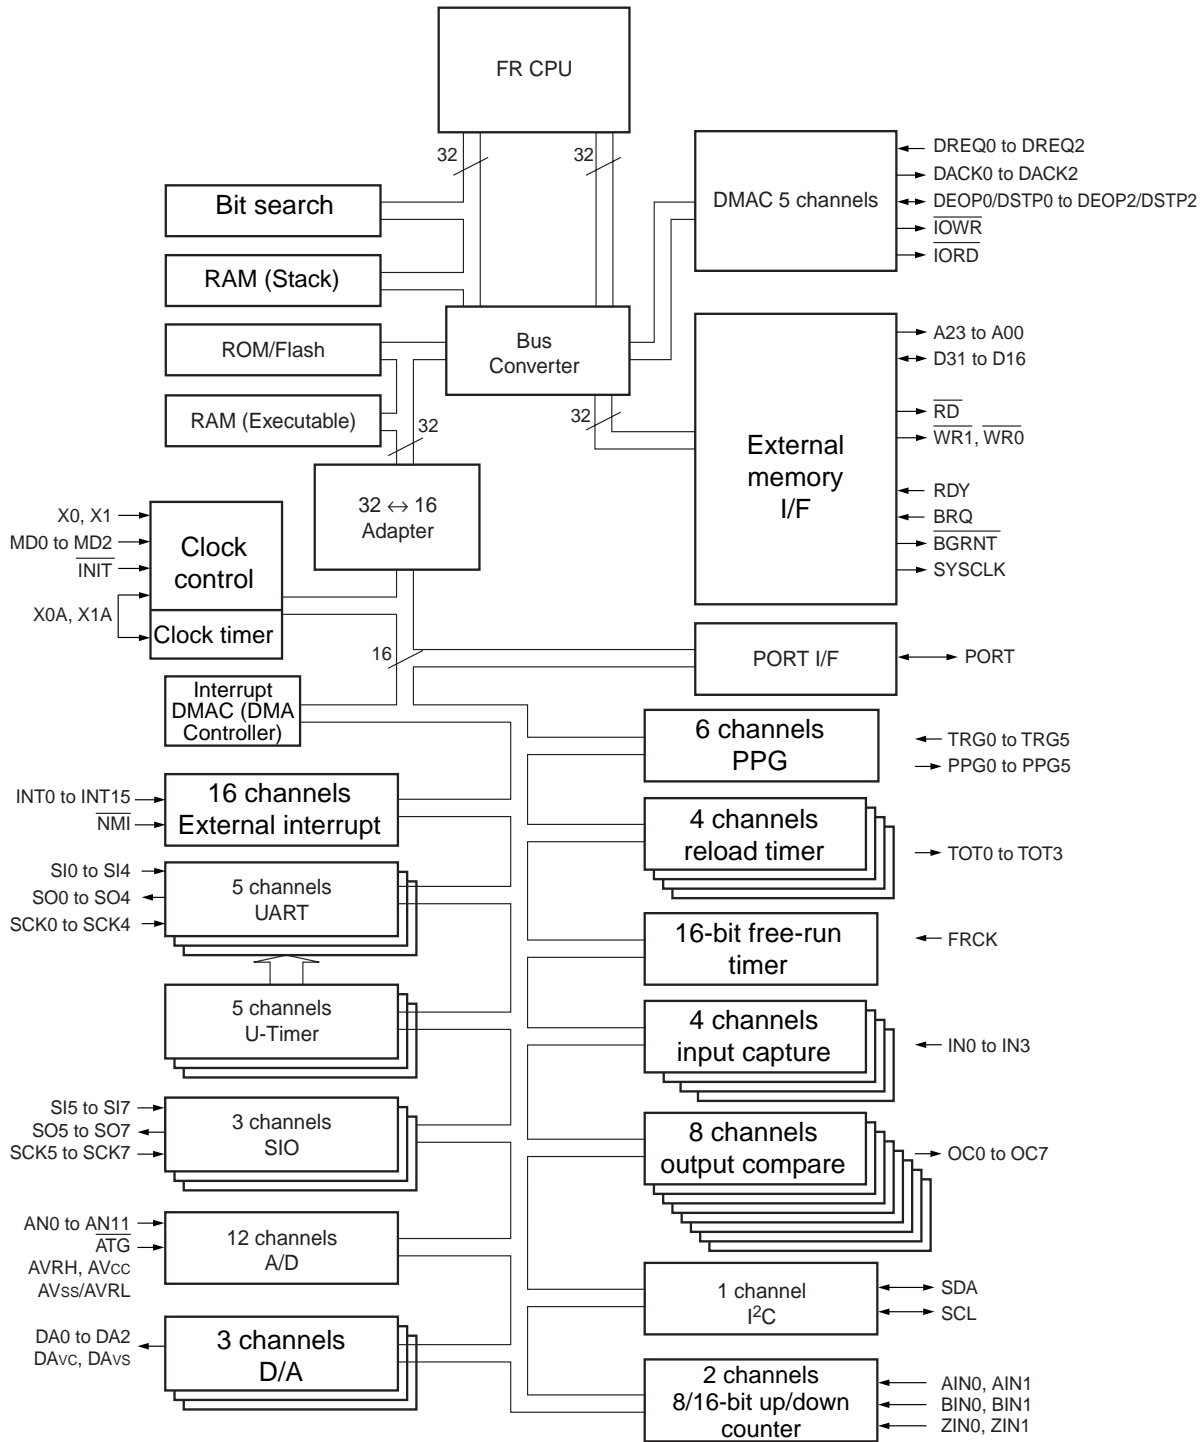 FR CPU
32
32
Bit search
RAM (Stack)
ROM/Flash
RAM (Executable)
Bus
Converter
DMAC 5 channels
DREQ0 to DREQ2
DACK0 to DACK2
DEOP0/DSTP0 to DEOP2/DSTP2
IOWR
IORD
32
32
External
memory
I/F
A23 to A00
D31 to D16
RD
WR1, WR0
RDY
BRQ
BGRNT
SYSCLK
32 ↔ 16
Adapter
X0, X1
MD0 to MD2
INIT
X0A, X1A
Clock
control
Clock timer
16
PORT I/F
PORT
Interrupt
DMAC (DMA
Controller)
6 channels
PPG
TRG0 to TRG5
PPG0 to PPG5
INT0 to INT15
NMI
16 channels
External interrupt
4 channels
reload timer
TOT0 to TOT3
SI0 to SI4
SO0 to SO4
SCK0 to SCK4
5 channels
UART
16-bit free-run
timer
FRCK
5 channels
U-Timer
4 channels
input capture
IN0 to IN3
SI5 to SI7
SO5 to SO7
SCK5 to SCK7
3 channels
SIO
8 channels
output compare
OC0 to OC7
AN0 to AN11
ATG
AVRH, AVCC
AVSS/AVRL
12 channels
A/D
1 channel
I²C
SDA
SCL
DA0 to DA2
DAVC, DAVS
3 channels
D/A
2 channels
8/16-bit up/down
counter
AIN0, AIN1
BIN0, BIN1
ZIN0, ZIN1